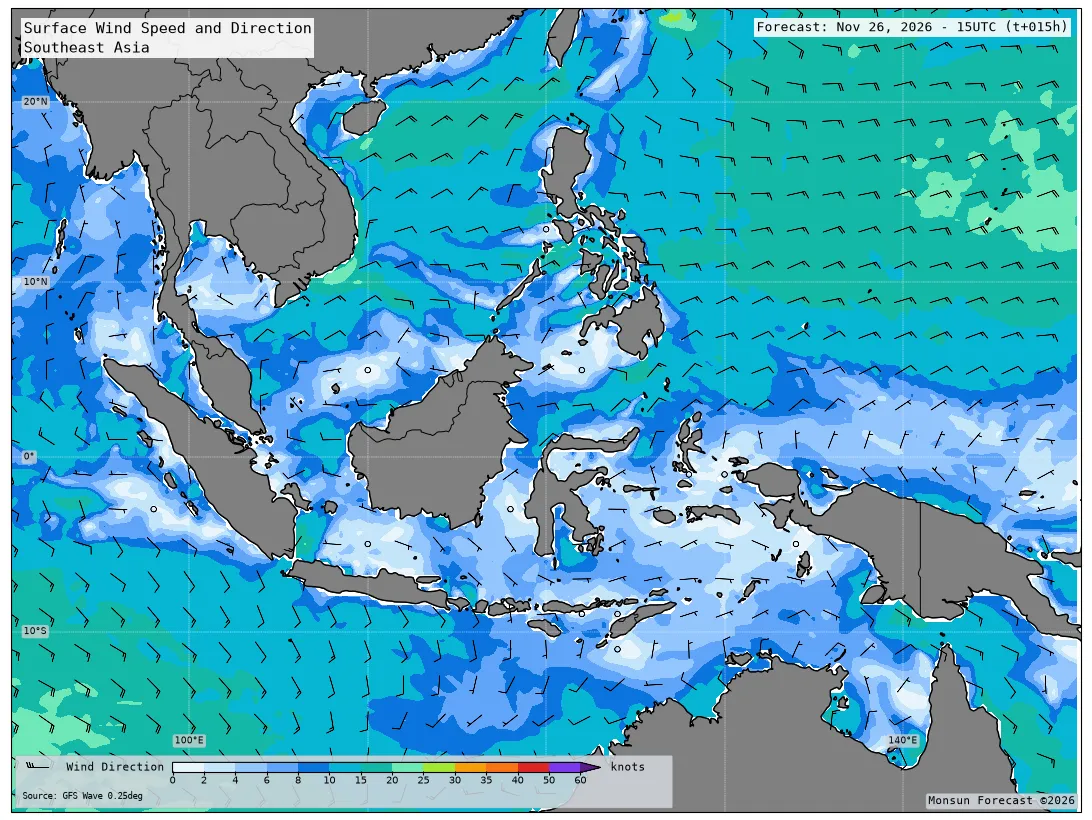 Surface Wind Speed and Direction
Southeast Asia
Forecast: Nov 26, 2026 - 15UTC (t+015h)
20°N
10°N
0°
10°S
100°E
140°E
Wind Direction
knots
0 2 4 6 8 10 15 20 25 30 35 40 50 60
Source: GFS Wave 0.25deg
Monsun Forecast ©2026